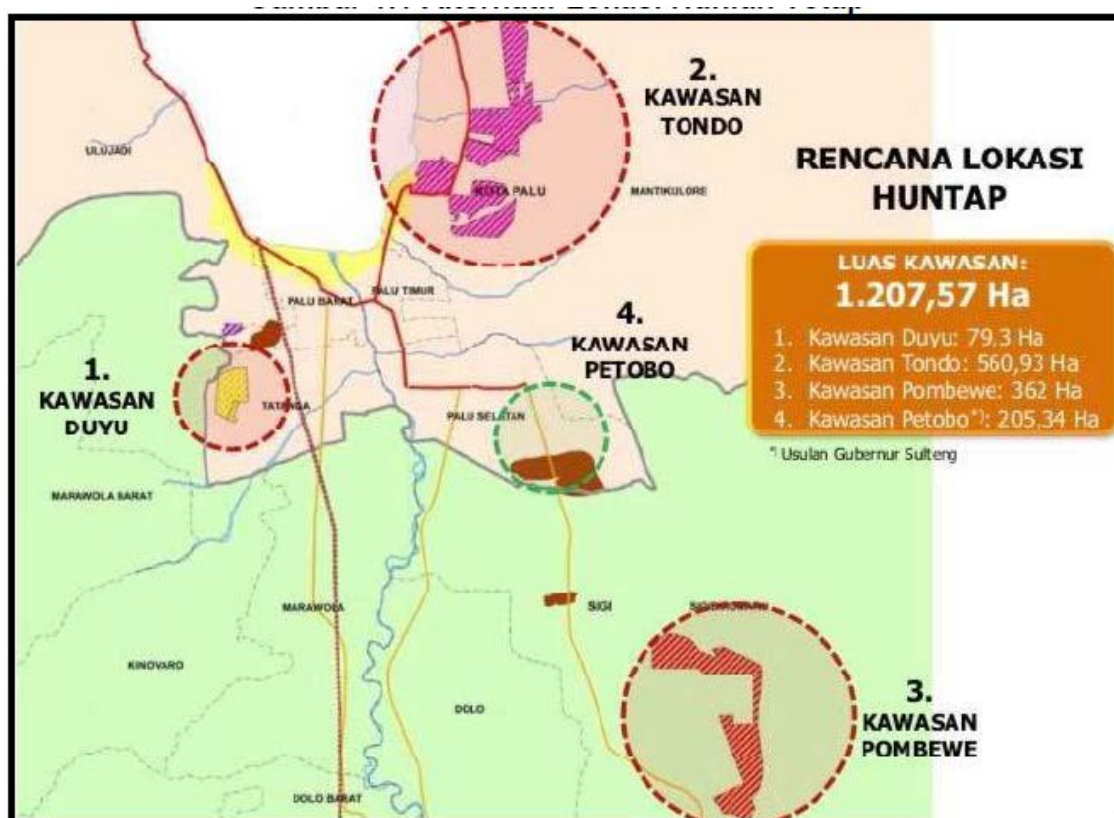 2.
KAWASAN
TONDO
ULUJADI
KOTA PALU
MANTIKULORE
RENCANA LOKASI
HUNTAP
LUAS KAWASAN:
1.207,57 Ha
1. Kawasan Duyu: 79,3 Ha
2. Kawasan Tondo: 560,93 Ha
3. Kawasan Pombewe: 362 Ha
4. Kawasan Petobo*): 205,34 Ha
*) Usulan Gubernur Sulteng
PALU BARAT
PALU TIMUR
4.
KAWASAN
PETOBO
1.
KAWASAN
DUYU
TATANGA
PALU SELATAN
MARAWOLA BARAT
MARAWOLA
SIGI
KINOVARO
DOLO
3.
KAWASAN
POMBEWE
DOLO BARAT